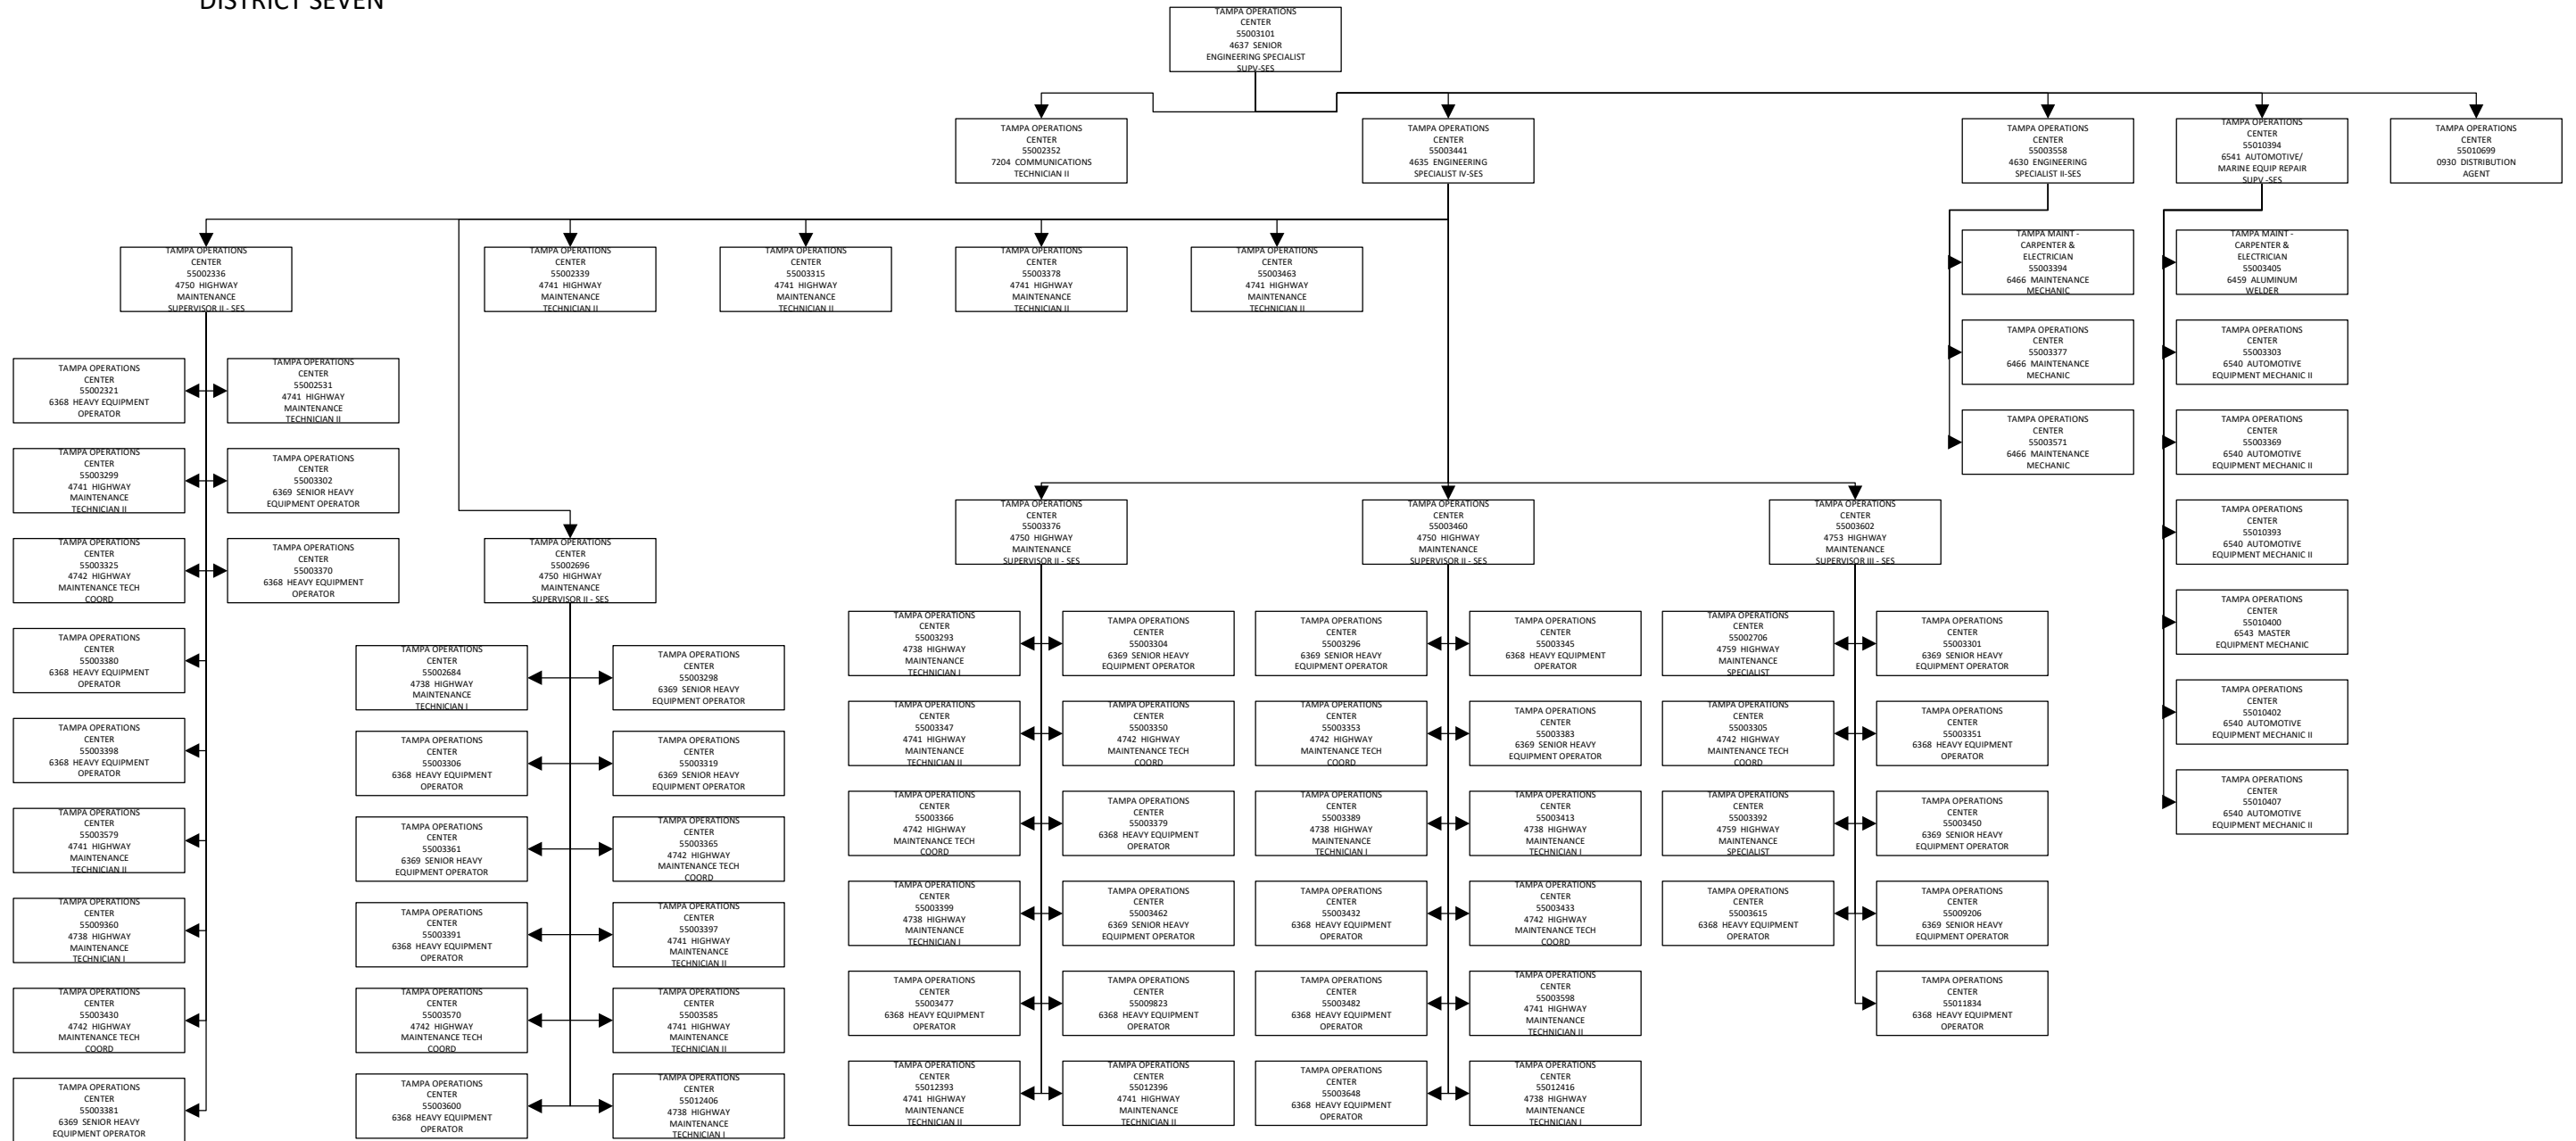 DISTRICT SEVEN
TAMPA OPERATIONS
CENTER
55003101
4637 SENIOR
ENGINEERING SPECIALIST
SUPV-SES
TAMPA OPERATIONS
CENTER
55002352
7204 COMMUNICATIONS
TECHNICIAN II
TAMPA OPERATIONS
CENTER
55003441
4635 ENGINEERING
SPECIALIST IV-SES
TAMPA OPERATIONS
CENTER
55003558
4630 ENGINEERING
SPECIALIST II-SES
TAMPA OPERATIONS
CENTER
55010394
6541 AUTOMOTIVE/
MARINE EQUIP REPAIR
SUPV -SES
TAMPA OPERATIONS
CENTER
55010699
0930 DISTRIBUTION
AGENT
TAMPA OPERATIONS
CENTER
55002336
4750 HIGHWAY
MAINTENANCE
SUPERVISOR II - SES
TAMPA OPERATIONS
CENTER
55002339
4741 HIGHWAY
MAINTENANCE
TECHNICIAN II
TAMPA OPERATIONS
CENTER
55003315
4741 HIGHWAY
MAINTENANCE
TECHNICIAN II
TAMPA OPERATIONS
CENTER
55003378
4741 HIGHWAY
MAINTENANCE
TECHNICIAN II
TAMPA OPERATIONS
CENTER
55003463
4741 HIGHWAY
MAINTENANCE
TECHNICIAN II
TAMPA MAINT -
CARPENTER &
ELECTRICIAN
55003394
6466 MAINTENANCE
MECHANIC
TAMPA MAINT -
CARPENTER &
ELECTRICIAN
55003405
6459 ALUMINUM
WELDER
TAMPA OPERATIONS
CENTER
55003377
6466 MAINTENANCE
MECHANIC
TAMPA OPERATIONS
CENTER
55003303
6540 AUTOMOTIVE
EQUIPMENT MECHANIC II
TAMPA OPERATIONS
CENTER
55003571
6466 MAINTENANCE
MECHANIC
TAMPA OPERATIONS
CENTER
55003369
6540 AUTOMOTIVE
EQUIPMENT MECHANIC II
TAMPA OPERATIONS
CENTER
55010393
6540 AUTOMOTIVE
EQUIPMENT MECHANIC II
TAMPA OPERATIONS
CENTER
55010400
6543 MASTER
EQUIPMENT MECHANIC
TAMPA OPERATIONS
CENTER
55010402
6540 AUTOMOTIVE
EQUIPMENT MECHANIC II
TAMPA OPERATIONS
CENTER
55010407
6540 AUTOMOTIVE
EQUIPMENT MECHANIC II
TAMPA OPERATIONS
CENTER
55002321
6368 HEAVY EQUIPMENT
OPERATOR
TAMPA OPERATIONS
CENTER
55002531
4741 HIGHWAY
MAINTENANCE
TECHNICIAN II
TAMPA OPERATIONS
CENTER
55003299
4741 HIGHWAY
MAINTENANCE
TECHNICIAN II
TAMPA OPERATIONS
CENTER
55003302
6369 SENIOR HEAVY
EQUIPMENT OPERATOR
TAMPA OPERATIONS
CENTER
55003325
4742 HIGHWAY
MAINTENANCE TECH
COORD
TAMPA OPERATIONS
CENTER
55003370
6368 HEAVY EQUIPMENT
OPERATOR
TAMPA OPERATIONS
CENTER
55003380
6368 HEAVY EQUIPMENT
OPERATOR
TAMPA OPERATIONS
CENTER
55003398
6368 HEAVY EQUIPMENT
OPERATOR
TAMPA OPERATIONS
CENTER
55003579
4741 HIGHWAY
MAINTENANCE
TECHNICIAN II
TAMPA OPERATIONS
CENTER
55009360
4738 HIGHWAY
MAINTENANCE
TECHNICIAN I
TAMPA OPERATIONS
CENTER
55003430
4742 HIGHWAY
MAINTENANCE TECH
COORD
TAMPA OPERATIONS
CENTER
55003381
6369 SENIOR HEAVY
EQUIPMENT OPERATOR
TAMPA OPERATIONS
CENTER
55002696
4750 HIGHWAY
MAINTENANCE
SUPERVISOR II - SES
TAMPA OPERATIONS
CENTER
55002684
4738 HIGHWAY
MAINTENANCE
TECHNICIAN I
TAMPA OPERATIONS
CENTER
55003298
6369 SENIOR HEAVY
EQUIPMENT OPERATOR
TAMPA OPERATIONS
CENTER
55003306
6368 HEAVY EQUIPMENT
OPERATOR
TAMPA OPERATIONS
CENTER
55003319
6369 SENIOR HEAVY
EQUIPMENT OPERATOR
TAMPA OPERATIONS
CENTER
55003361
6369 SENIOR HEAVY
EQUIPMENT OPERATOR
TAMPA OPERATIONS
CENTER
55003365
4742 HIGHWAY
MAINTENANCE TECH
COORD
TAMPA OPERATIONS
CENTER
55003391
6368 HEAVY EQUIPMENT
OPERATOR
TAMPA OPERATIONS
CENTER
55003397
4741 HIGHWAY
MAINTENANCE
TECHNICIAN II
TAMPA OPERATIONS
CENTER
55003570
4742 HIGHWAY
MAINTENANCE TECH
COORD
TAMPA OPERATIONS
CENTER
55003585
4741 HIGHWAY
MAINTENANCE
TECHNICIAN II
TAMPA OPERATIONS
CENTER
55003600
6368 HEAVY EQUIPMENT
OPERATOR
TAMPA OPERATIONS
CENTER
55012406
4738 HIGHWAY
MAINTENANCE
TECHNICIAN I
TAMPA OPERATIONS
CENTER
55003376
4750 HIGHWAY
MAINTENANCE
SUPERVISOR II - SES
TAMPA OPERATIONS
CENTER
55003293
4738 HIGHWAY
MAINTENANCE
TECHNICIAN I
TAMPA OPERATIONS
CENTER
55003304
6369 SENIOR HEAVY
EQUIPMENT OPERATOR
TAMPA OPERATIONS
CENTER
55003347
4741 HIGHWAY
MAINTENANCE
TECHNICIAN II
TAMPA OPERATIONS
CENTER
55003350
4742 HIGHWAY
MAINTENANCE TECH
COORD
TAMPA OPERATIONS
CENTER
55003366
4742 HIGHWAY
MAINTENANCE TECH
COORD
TAMPA OPERATIONS
CENTER
55003379
6368 HEAVY EQUIPMENT
OPERATOR
TAMPA OPERATIONS
CENTER
55003399
4738 HIGHWAY
MAINTENANCE
TECHNICIAN I
TAMPA OPERATIONS
CENTER
55003462
6369 SENIOR HEAVY
EQUIPMENT OPERATOR
TAMPA OPERATIONS
CENTER
55003477
6368 HEAVY EQUIPMENT
OPERATOR
TAMPA OPERATIONS
CENTER
55009823
6368 HEAVY EQUIPMENT
OPERATOR
TAMPA OPERATIONS
CENTER
55012393
4741 HIGHWAY
MAINTENANCE
TECHNICIAN II
TAMPA OPERATIONS
CENTER
55012396
4741 HIGHWAY
MAINTENANCE
TECHNICIAN II
TAMPA OPERATIONS
CENTER
55003460
4750 HIGHWAY
MAINTENANCE
SUPERVISOR II - SES
TAMPA OPERATIONS
CENTER
55003296
6369 SENIOR HEAVY
EQUIPMENT OPERATOR
TAMPA OPERATIONS
CENTER
55003345
6368 HEAVY EQUIPMENT
OPERATOR
TAMPA OPERATIONS
CENTER
55003353
4742 HIGHWAY
MAINTENANCE TECH
COORD
TAMPA OPERATIONS
CENTER
55003383
6369 SENIOR HEAVY
EQUIPMENT OPERATOR
TAMPA OPERATIONS
CENTER
55003389
4738 HIGHWAY
MAINTENANCE
TECHNICIAN I
TAMPA OPERATIONS
CENTER
55003413
4738 HIGHWAY
MAINTENANCE
TECHNICIAN I
TAMPA OPERATIONS
CENTER
55003432
6368 HEAVY EQUIPMENT
OPERATOR
TAMPA OPERATIONS
CENTER
55003433
4742 HIGHWAY
MAINTENANCE TECH
COORD
TAMPA OPERATIONS
CENTER
55003482
6368 HEAVY EQUIPMENT
OPERATOR
TAMPA OPERATIONS
CENTER
55003598
4741 HIGHWAY
MAINTENANCE
TECHNICIAN II
TAMPA OPERATIONS
CENTER
55003648
6368 HEAVY EQUIPMENT
OPERATOR
TAMPA OPERATIONS
CENTER
55012416
4738 HIGHWAY
MAINTENANCE
TECHNICIAN I
TAMPA OPERATIONS
CENTER
55003602
4753 HIGHWAY
MAINTENANCE
SUPERVISOR III - SES
TAMPA OPERATIONS
CENTER
55002706
4759 HIGHWAY
MAINTENANCE
SPECIALIST
TAMPA OPERATIONS
CENTER
55003301
6369 SENIOR HEAVY
EQUIPMENT OPERATOR
TAMPA OPERATIONS
CENTER
55003305
4742 HIGHWAY
MAINTENANCE TECH
COORD
TAMPA OPERATIONS
CENTER
55003351
6368 HEAVY EQUIPMENT
OPERATOR
TAMPA OPERATIONS
CENTER
55003392
4759 HIGHWAY
MAINTENANCE
SPECIALIST
TAMPA OPERATIONS
CENTER
55003450
6369 SENIOR HEAVY
EQUIPMENT OPERATOR
TAMPA OPERATIONS
CENTER
55003615
6368 HEAVY EQUIPMENT
OPERATOR
TAMPA OPERATIONS
CENTER
55009206
6369 SENIOR HEAVY
EQUIPMENT OPERATOR
TAMPA OPERATIONS
CENTER
55011834
6368 HEAVY EQUIPMENT
OPERATOR